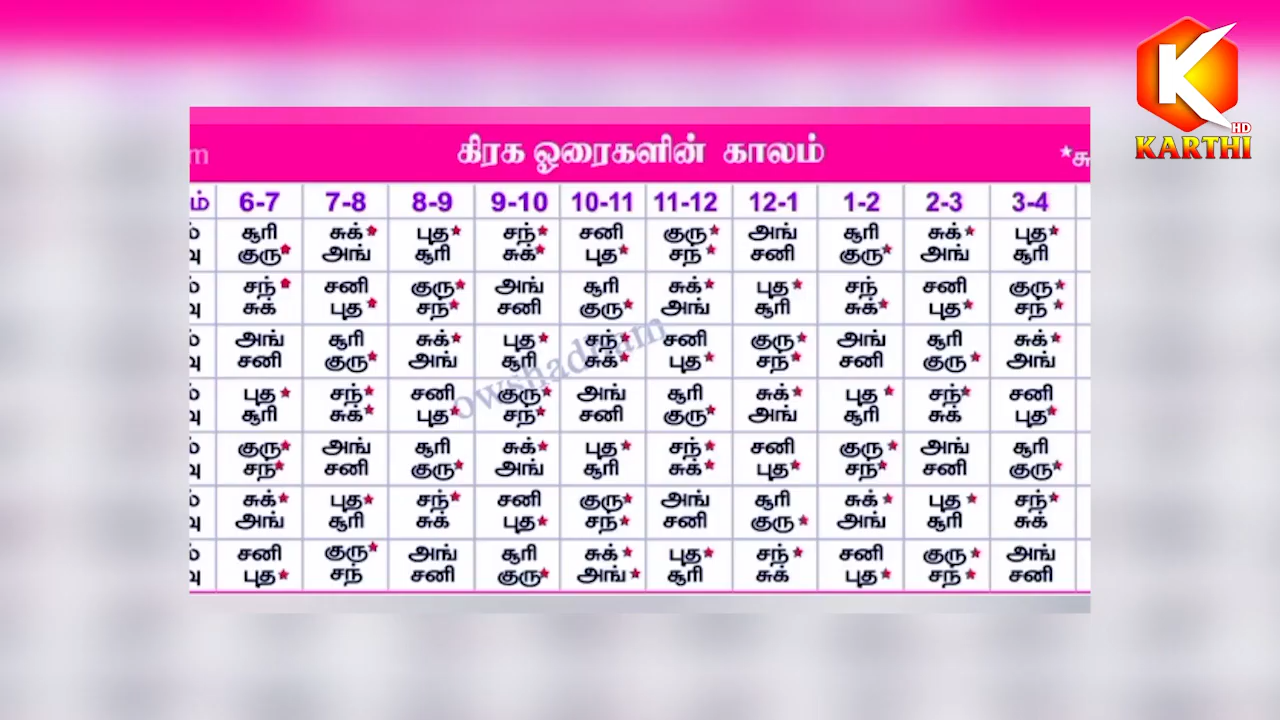 K
HD
KARTHI
கிரக ஓரைகளின் காலம்
6-7 7-8 8-9 9-10 10-11 11-12 12-1 1-2 2-3 3-4
சூரி சுக்* புத* சந்* சனி குரு* அங் சூரி சுக்* புத*
குரு* அங் சூரி சுக்* புத* சந்* சனி குரு* அங் சூரி
சந்* சனி குரு* அங் சூரி சுக்* புத* சந் சனி குரு*
சுக் புத* சந்* சனி குரு* அங் சூரி சுக்* புத* சந்*
அங் சூரி சுக்* புத* சந்* சனி குரு* அங் சூரி சுக்*
சனி குரு* அங் சூரி சுக்* புத* சந்* சனி குரு* அங்
புத* சந்* சனி குரு* அங் சூரி சுக்* புத* சந்* சனி
சூரி சுக்* புத* சந்* சனி குரு* அங் சூரி சுக் புத*
குரு* அங் சூரி சுக்* புத* சந்* சனி குரு* அங் சூரி
சந்* சனி குரு* அங் சூரி சுக்* புத* சந்* சனி குரு*
சுக்* புத* சந்* சனி குரு* அங் சூரி சுக்* புத* சந்*
அங் சூரி சுக் புத* சந்* சனி குரு* அங் சூரி சுக்
சனி குரு* அங் சூரி சுக்* புத* சந்* சனி குரு* அங்
புத* சந் சனி குரு* அங்* சூரி சுக் புத* சந்* சனி
owshadham